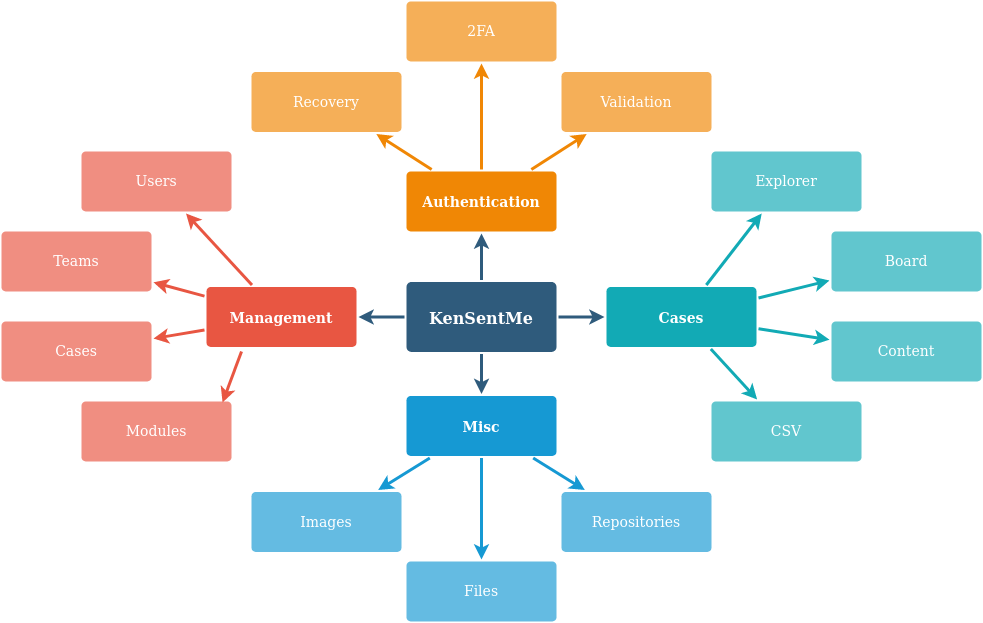 2FA
Recovery
Validation
Users
Explorer
Authentication
Teams
Board
Management
KenSentMe
Cases
Cases
Content
Modules
Misc
CSV
Images
Repositories
Files